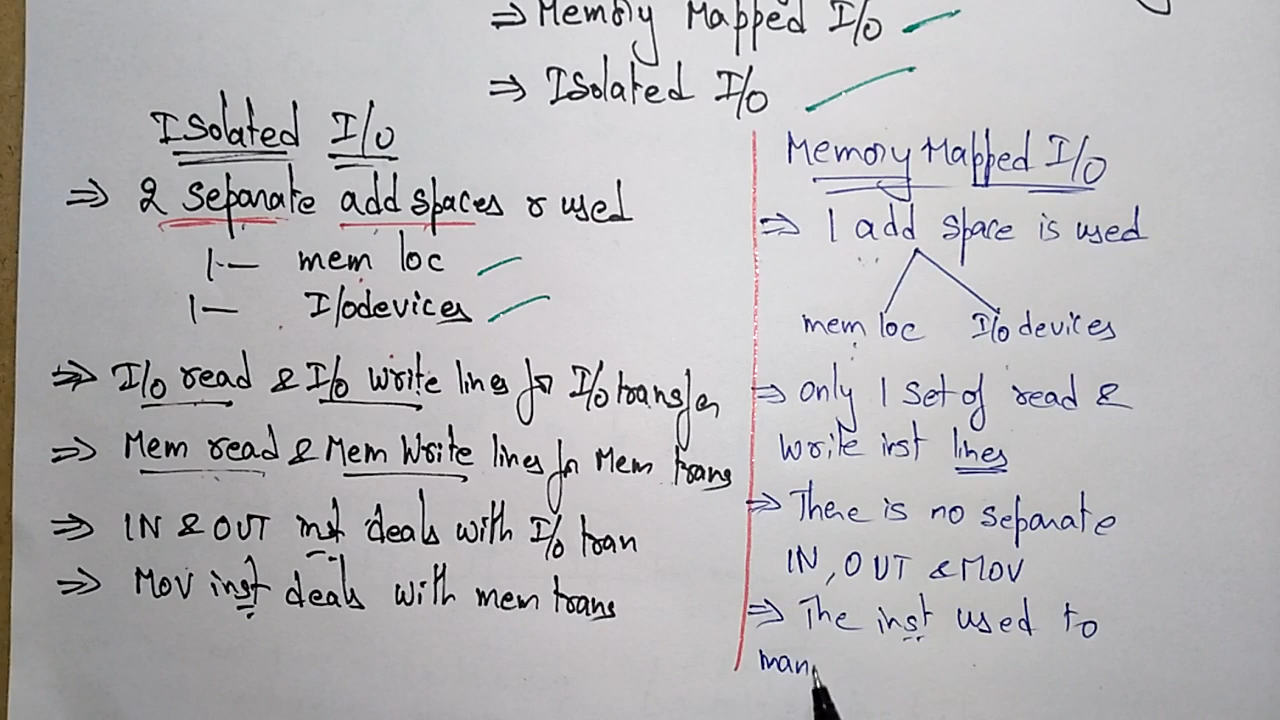 ⇒ Memory Mapped I/o
⇒ Isolated I/o
Isolated I/o
⇒ 2 separate add spaces r used
1— mem loc
1— I/o devices
⇒ I/o read & I/o write lines for I/o transfer
⇒ Mem read & Mem Write lines for Mem trans
⇒ IN & OUT inst deals with I/o tran
⇒ MOV inst deals with mem trans
Memory Mapped I/o
⇒ 1 add space is used
mem loc I/o devices
⇒ only 1 set of read &
write inst lines
⇒ There is no separate
IN, OUT & MOV
⇒ The inst used to
man